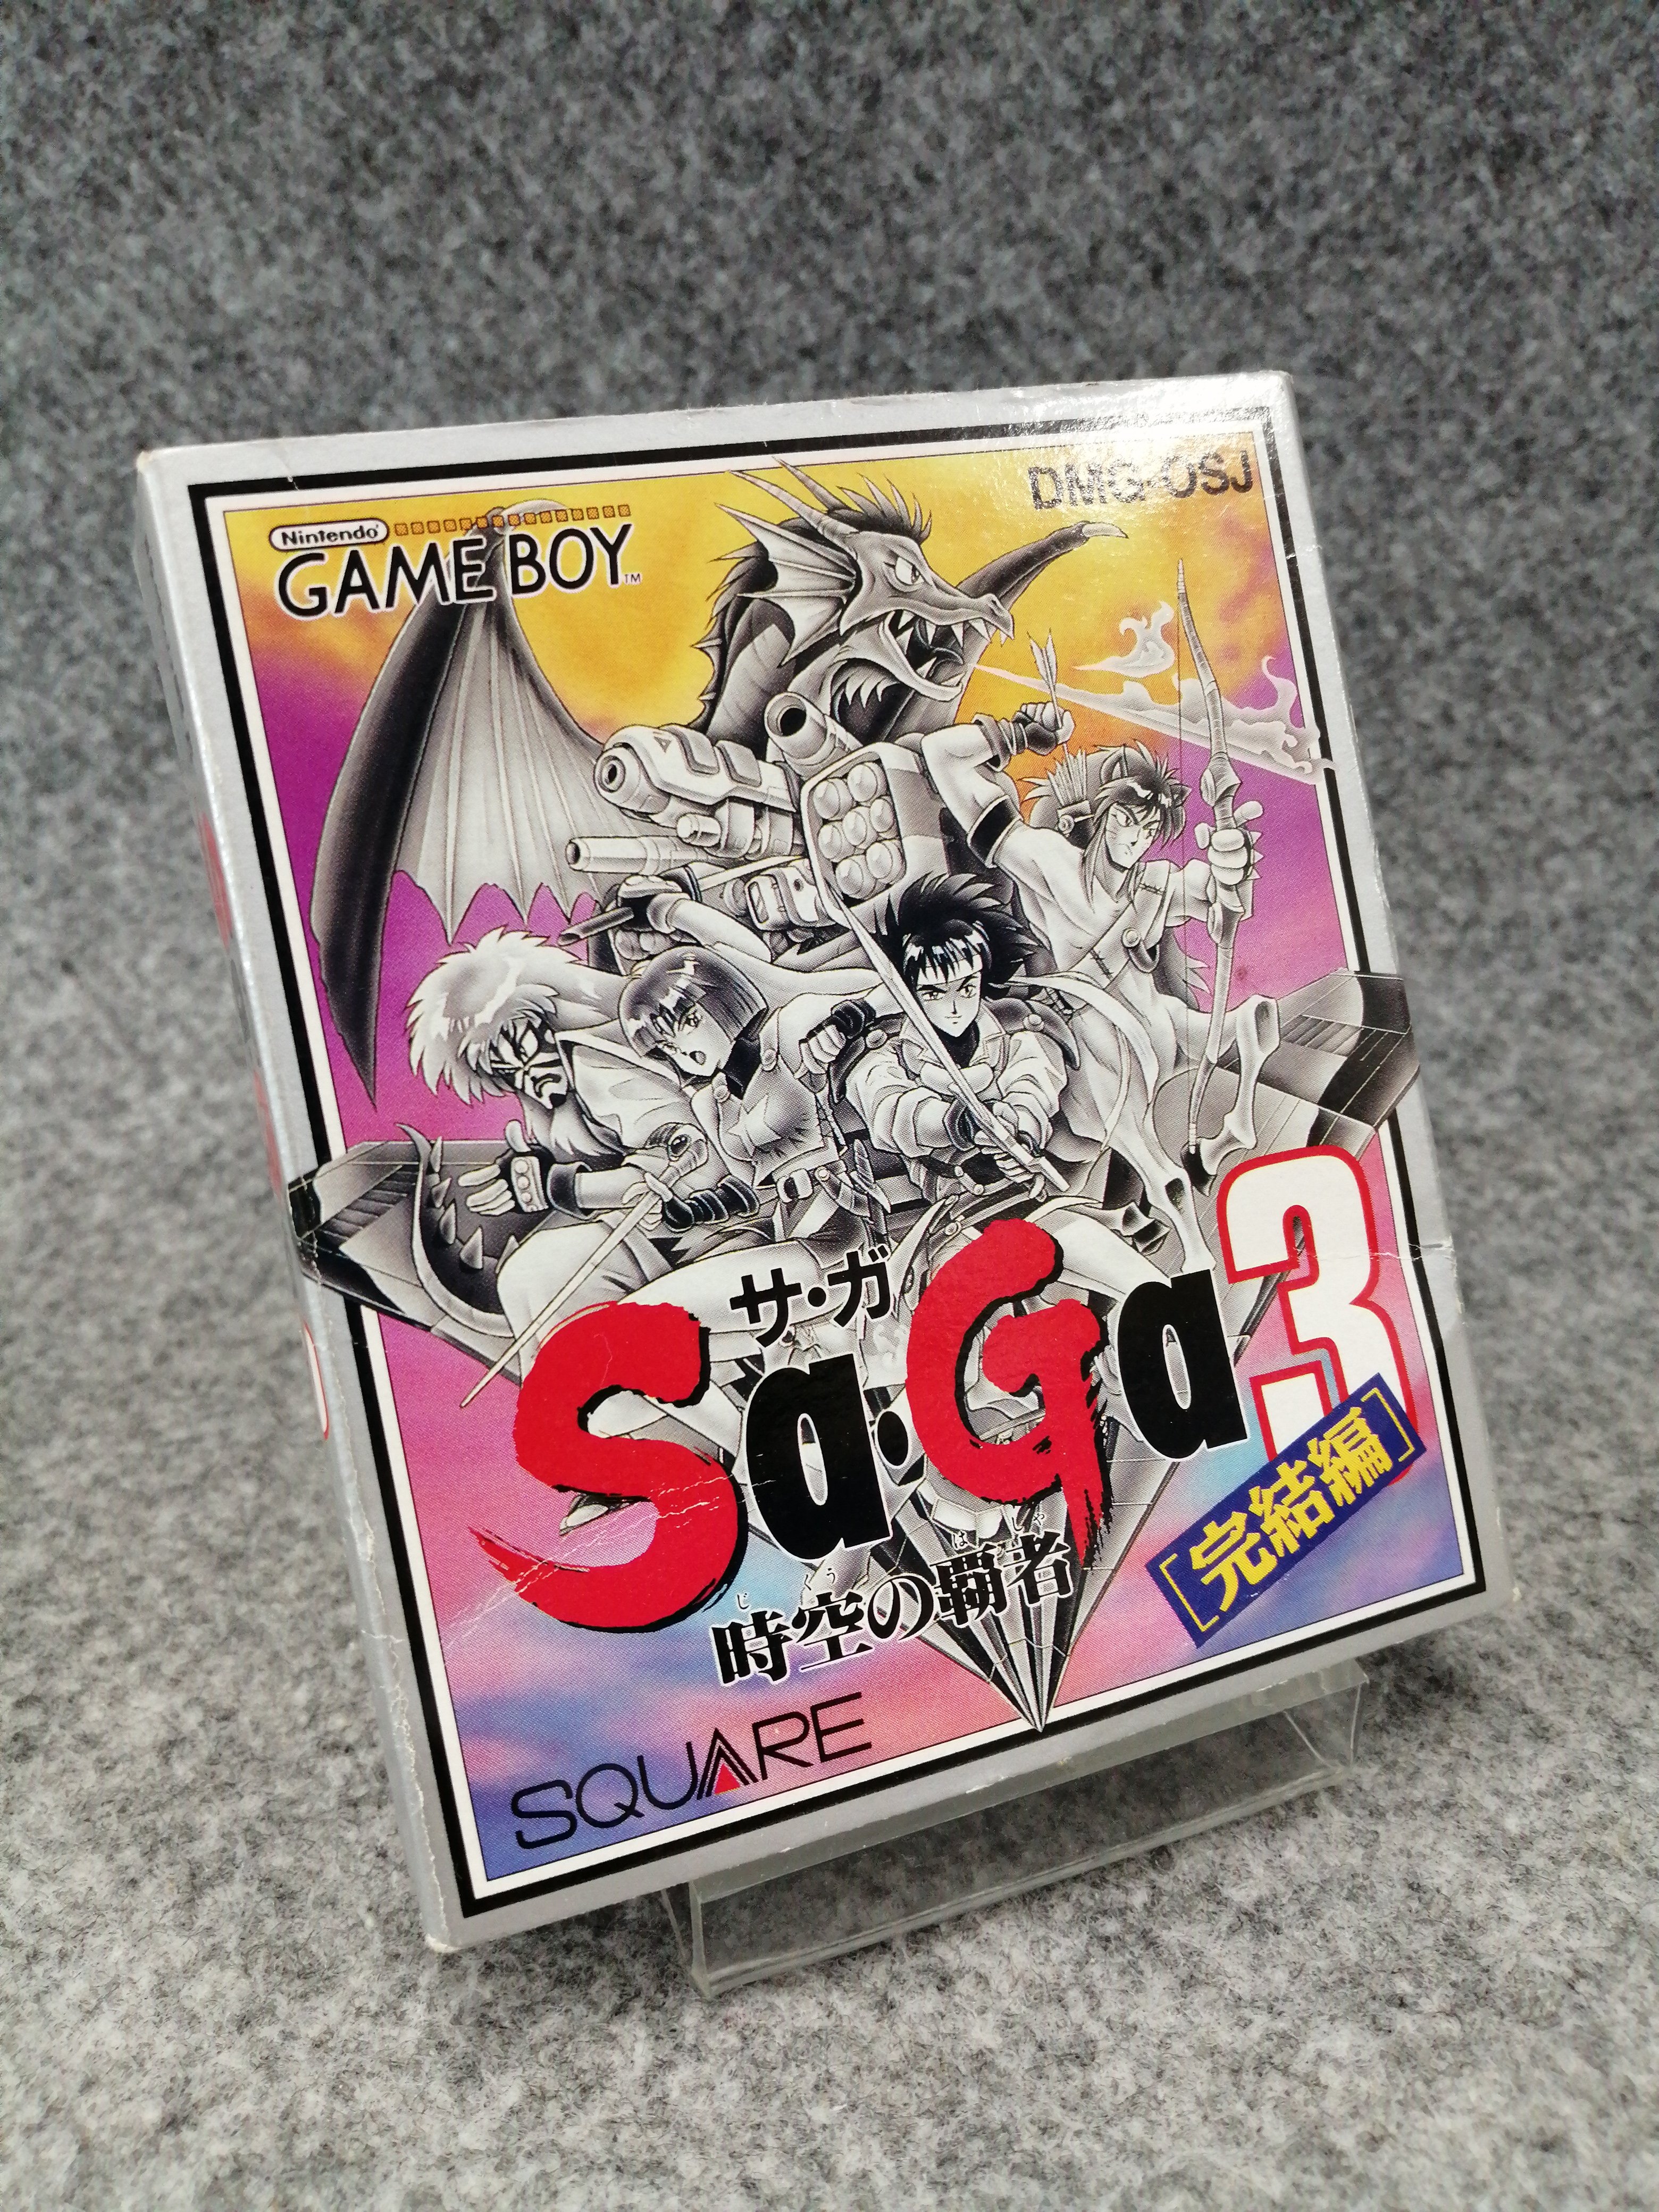 DMG-OSJ
Nintendo
GAME BOY™
サ・ガ
Sa・Ga3
[完結編]
じ くう は しゃ
時空の覇者
SQUARE